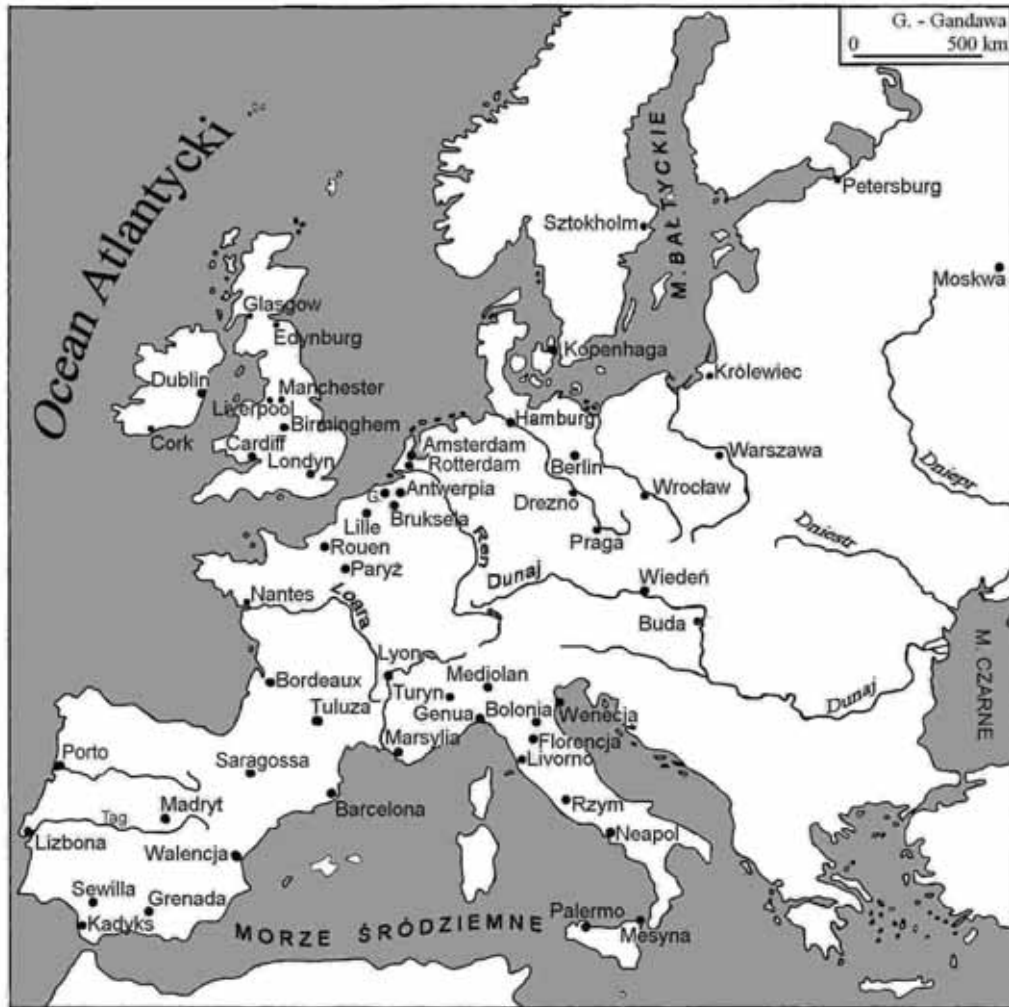 G. - Gandawa
0 500 km
Ocean Atlantycki
M. BAŁTYCKIE
Petersburg
Sztokholm
Moskwa
Glasgow
Edynburg
Kopenhaga
Królewiec
Dublin
Manchester
Liverpool
Birminghem
Hamburg
Cork
Cardiff
Londyn
Amsterdam
Rotterdam
Berlin
Warszawa
Dniepr
G.
Antwerpia
Drezno
Wrocław
Lille
Bruksela
Rouen
Ren
Praga
Dniestr
Paryż
Dunaj
Wiedeń
Nantes
Loara
Buda
M. CZARNE
Lyon
Mediolan
Bordeaux
Turyn
Dunaj
Tuluza
Genua
Bolonia
Wenecja
Marsylia
Florencja
Livorno
Porto
Saragossa
Barcelona
Rzym
Madryt
Tag
Lizbona
Neapol
Walencja
Sewilla
Grenada
Kadyks
Palermo
Mesyna
MORZE ŚRÓDZIEMNE